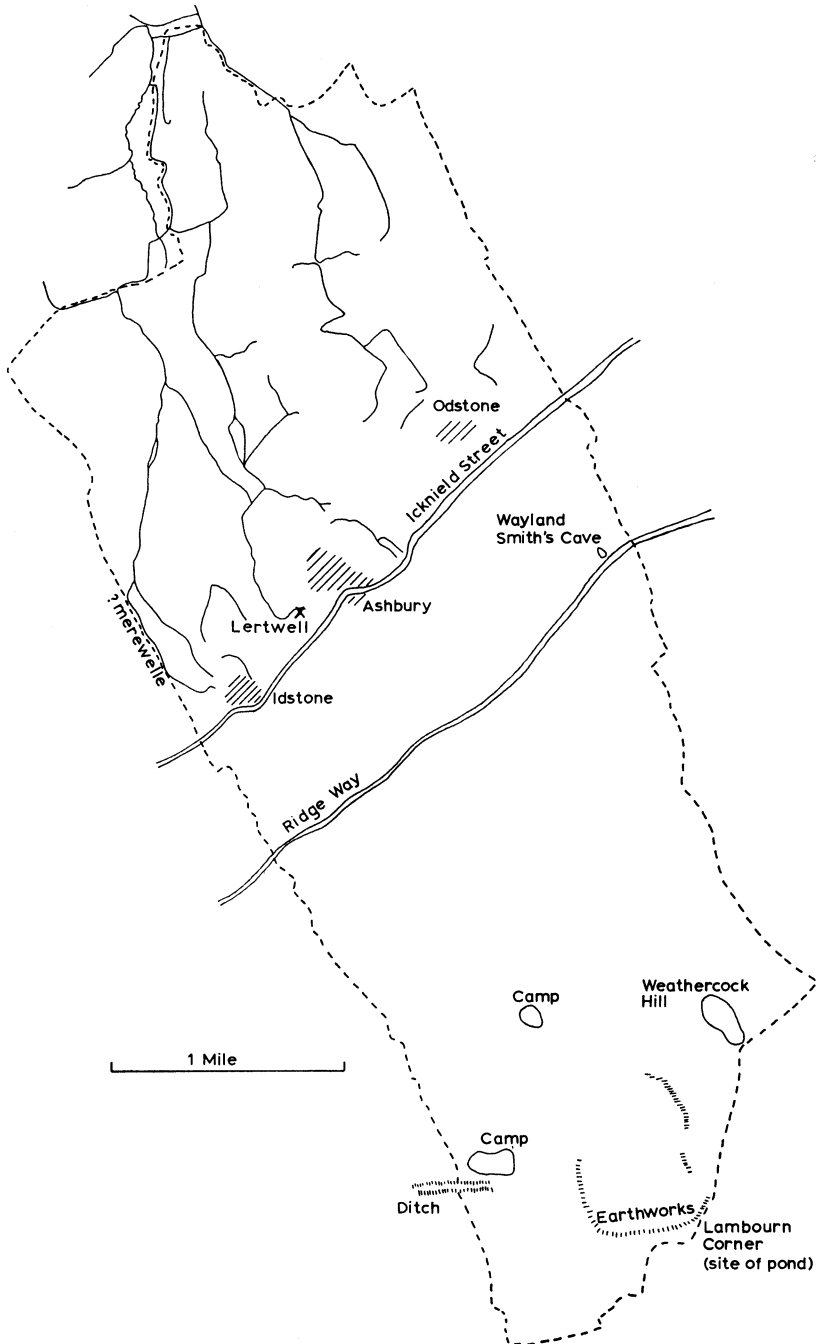 Odstone
Icknield Street
Wayland
Smith's Cave
Ashbury
Lertwell
? merewelle
Idstone
Ridge Way
Weathercock
Hill
Camp
1 Mile
Camp
Ditch
Earthworks
Lambourn
Corner
(site of pond)